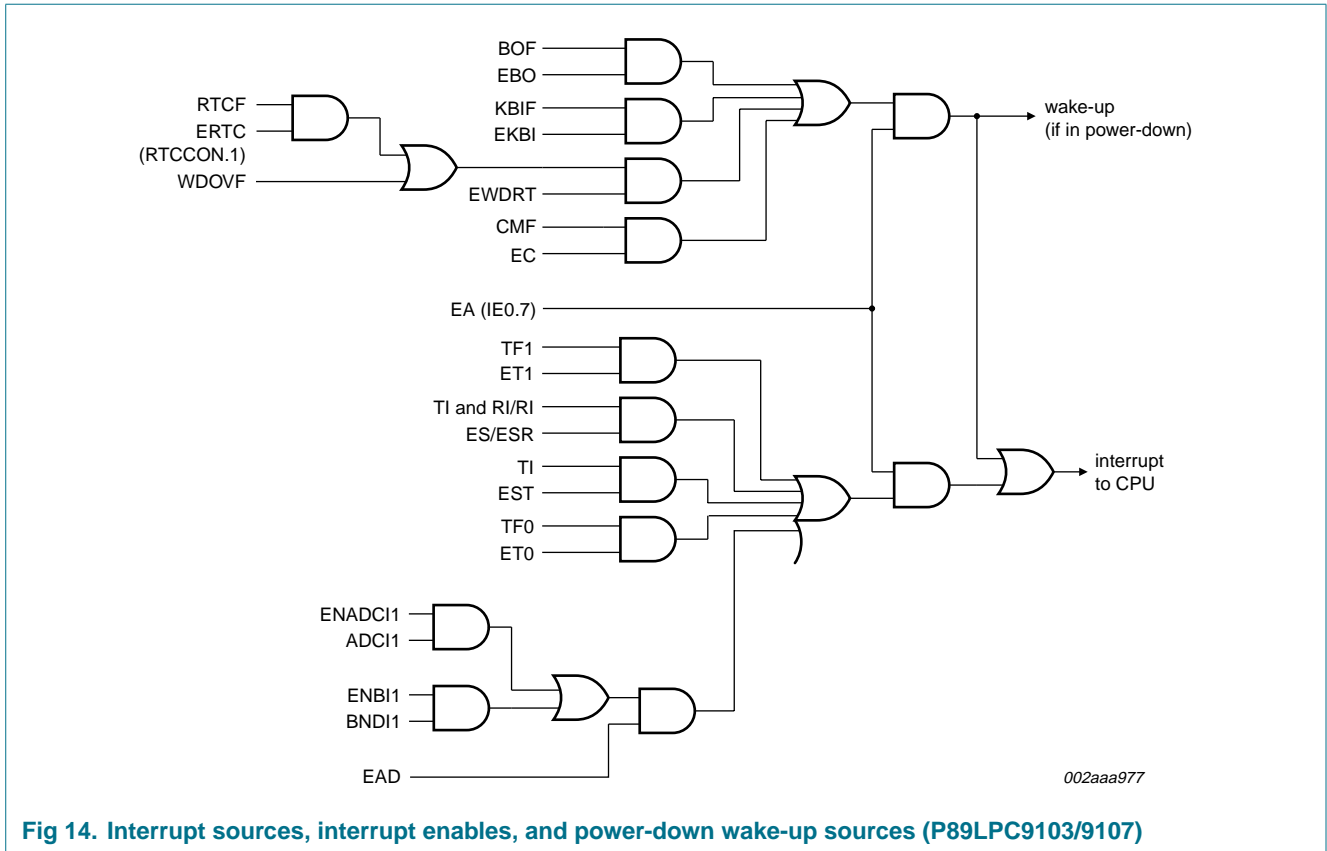 BOF
EBO
RTCF
ERTC
(RTCCON.1)
WDOVF
KBIF
EKBI
EWDRT
CMF
EC
wake-up
(if in power-down)
EA (IE0.7)
TF1
ET1
TI and RI/RI
ES/ESR
TI
EST
TF0
ET0
interrupt
to CPU
ENADCI1
ADCI1
ENBI1
BNDI1
EAD
002aaa977
Fig 14. Interrupt sources, interrupt enables, and power-down wake-up sources (P89LPC9103/9107)